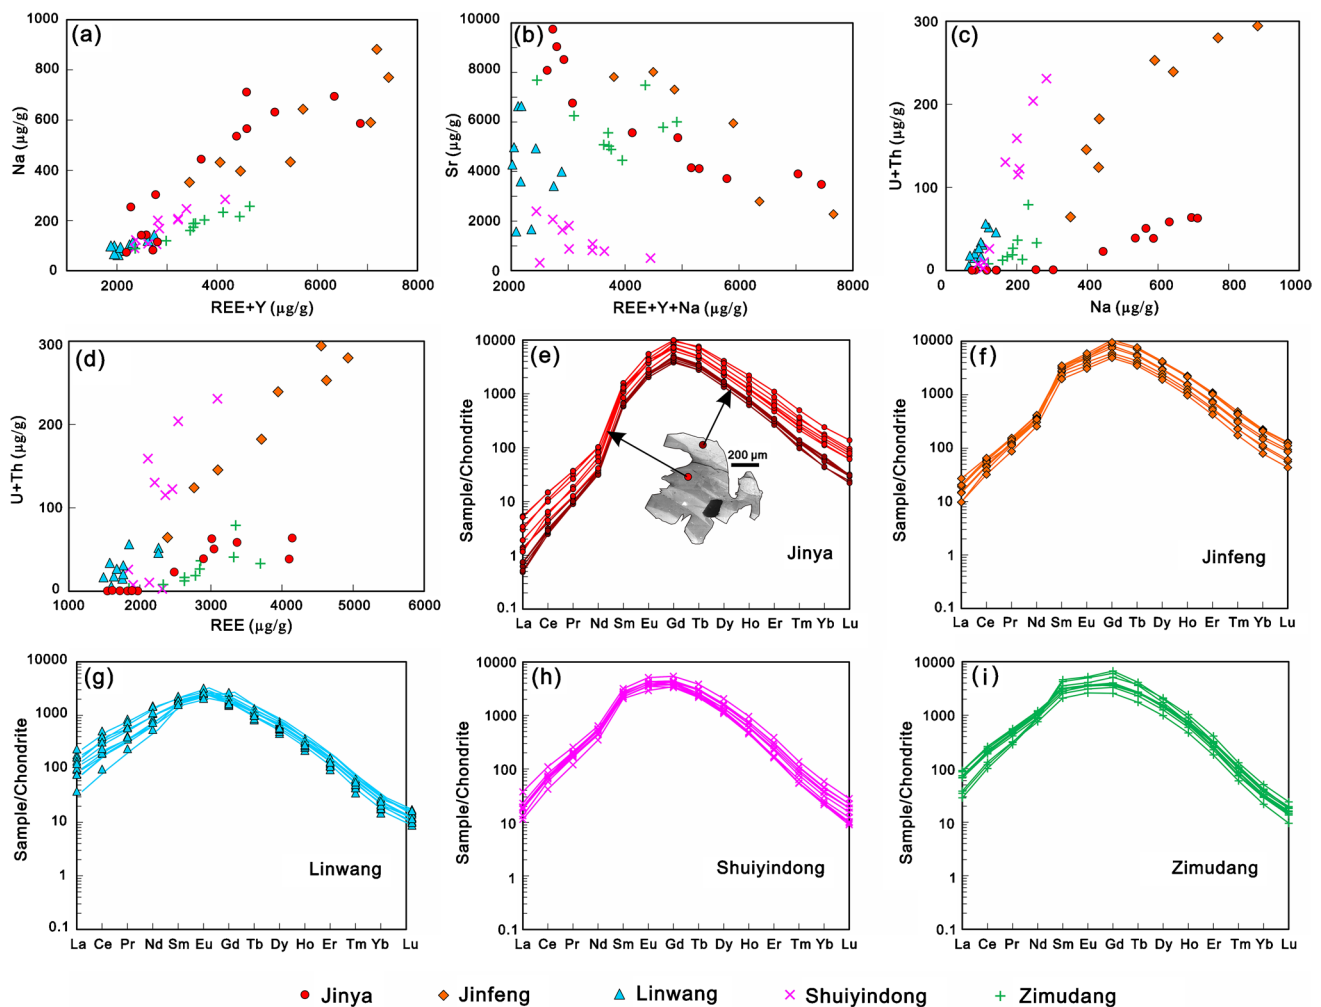 (a)
1000
800
600
400
200
0
Na (µg/g)
2000 4000 6000 8000
REE+Y (µg/g)
(b)
10000
8000
6000
4000
2000
0
Sr (µg/g)
2000 4000 6000 8000
REE+Y+Na (µg/g)
(c)
300
200
100
0
U+Th (µg/g)
0 200 400 600 800 1000
Na (µg/g)
(d)
300
200
100
0
U+Th (µg/g)
1000 2000 3000 4000 5000 6000
REE (µg/g)
(e)
10000
1000
100
10
1
0.1
Sample/Chondrite
200 µm
Jinya
La Ce Pr Nd Sm Eu Gd Tb Dy Ho Er Tm Yb Lu
(f)
10000
1000
100
10
1
0.1
Sample/Chondrite
Jinfeng
La Ce Pr Nd Sm Eu Gd Tb Dy Ho Er Tm Yb Lu
(g)
10000
1000
100
10
1
0.1
Sample/Chondrite
Linwang
La Ce Pr Nd Sm Eu Gd Tb Dy Ho Er Tm Yb Lu
(h)
10000
1000
100
10
1
0.1
Sample/Chondrite
Shuiyindong
La Ce Pr Nd Sm Eu Gd Tb Dy Ho Er Tm Yb Lu
(i)
10000
1000
100
10
1
0.1
Sample/Chondrite
Zimudang
La Ce Pr Nd Sm Eu Gd Tb Dy Ho Er Tm Yb Lu
Jinya Jinfeng Linwang Shuiyindong Zimudang